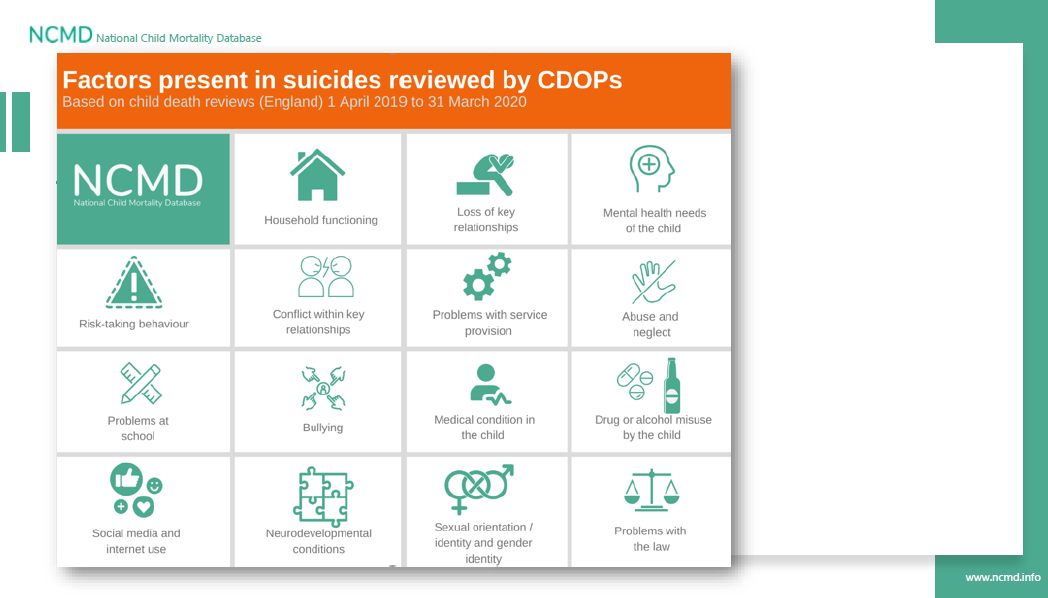 NCMD National Child Mortality Database
Factors present in suicides reviewed by CDOPs
Based on child death reviews (England) 1 April 2019 to 31 March 2020
NCMD
National Child Mortality Database
Household functioning
Loss of key
relationships
Mental health needs
of the child
Risk-taking behaviour
Conflict within key
relationships
Problems with service
provision
Abuse and
neglect
Problems at
school
Bullying
Medical condition in
the child
Drug or alcohol misuse
by the child
Social media and
internet use
Neurodevelopmental
conditions
Sexual orientation /
identity and gender
identity
Problems with
the law
www.ncmd.info